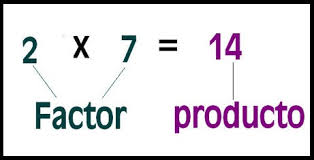 2 x 7 = 14
Factor producto